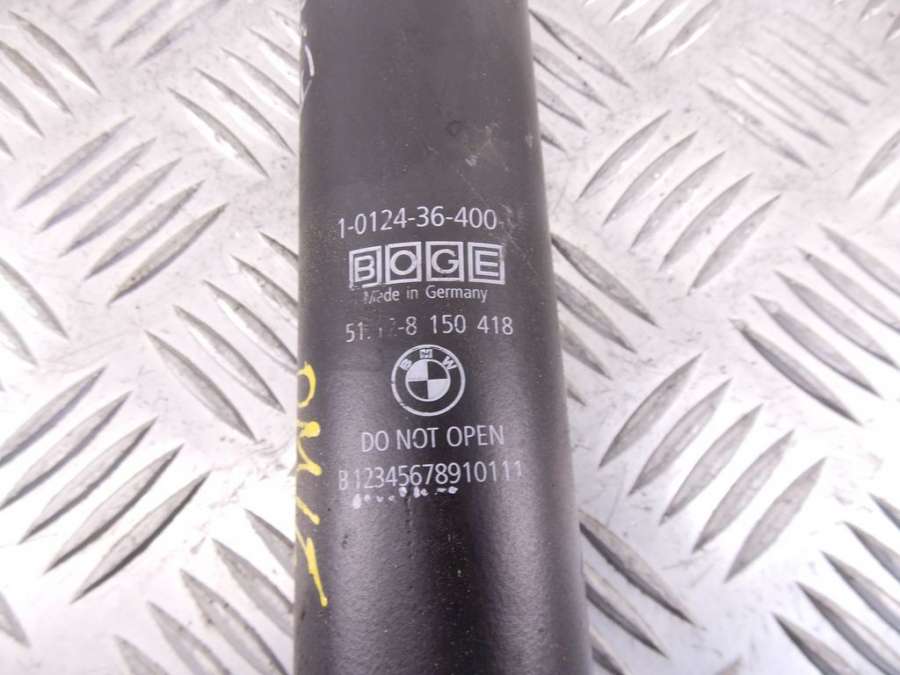 1-0124-36-400
BOGE
Made in Germany
8 150 418
BMW
DO NOT OPEN
B12345678910111